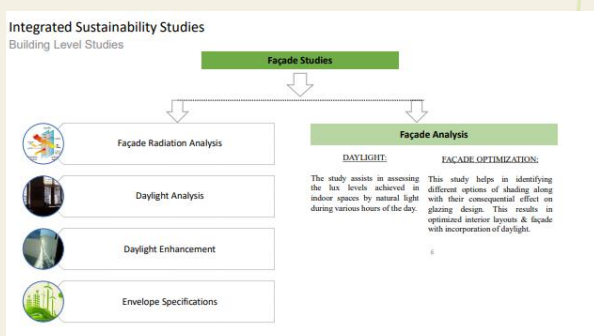 Integrated Sustainability Studies
Building Level Studies
Façade Studies
Façade Radiation Analysis
Daylight Analysis
Daylight Enhancement
Envelope Specifications
Façade Analysis
DAYLIGHT:
The study assists in assessing
the lux levels achieved in
indoor spaces by natural light
during various hours of the day.
FAÇADE OPTIMIZATION:
This study helps in identifying
different options of shading along
with their consequential effect on
glazing design. This results in
optimized interior layouts & façade
with incorporation of daylight.
6